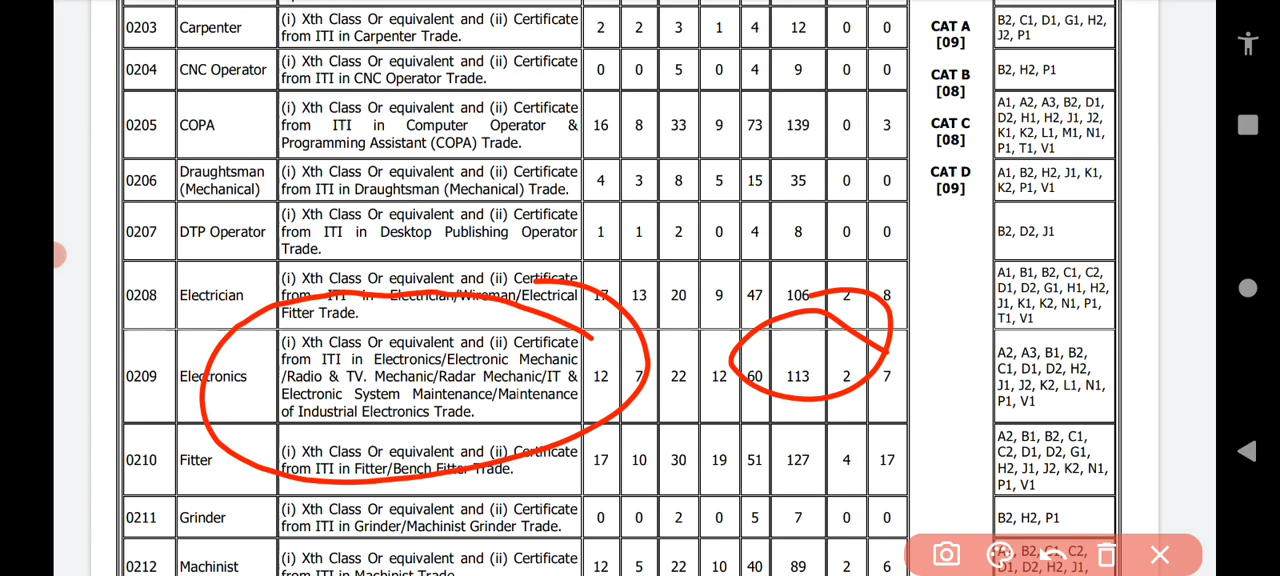 0203 Carpenter (i) Xth Class Or equivalent and (ii) Certificate 2 2 3 1 4 12 0 0 CAT A B2, C1, D1, G1, H2,
from ITI in Carpenter Trade. [09] J2, P1
0204 CNC Operator (i) Xth Class Or equivalent and (ii) Certificate 0 0 5 0 4 9 0 0 CAT B B2, H2, P1
from ITI in CNC Operator Trade. [08]
0205 COPA (i) Xth Class Or equivalent and (ii) Certificate 16 8 33 9 73 139 0 3 CAT C A1, A2, A3, B2, D1,
from ITI in Computer Operator & [08] D2, H1, H2, J1, J2,
Programming Assistant (COPA) Trade. K1, K2, L1, M1, N1,
P1, T1, V1
0206 Draughtsman (i) Xth Class Or equivalent and (ii) Certificate 4 3 8 5 15 35 0 0 CAT D A1, B2, H2, J1, K1,
(Mechanical) from ITI in Draughtsman (Mechanical) Trade. [09] K2, P1, V1
0207 DTP Operator (i) Xth Class Or equivalent and (ii) Certificate 1 1 2 0 4 8 0 0 B2, D2, J1
from ITI in Desktop Publishing Operator
Trade.
0208 Electrician (i) Xth Class Or equivalent and (ii) Certificate 17 13 20 9 47 106 2 8 A1, B1, B2, C1, C2,
from ITI in Electrician/Wireman/Electrical D1, D2, G1, H1, H2,
Fitter Trade. J1, K1, K2, N1, P1,
T1, V1
0209 Electronics (i) Xth Class Or equivalent and (ii) Certificate 12 7 22 12 60 113 2 7 A2, A3, B1, B2,
from ITI in Electronics/Electronic Mechanic C1, D1, D2, H2,
/Radio & TV. Mechanic/Radar Mechanic/IT & J1, J2, K2, L1, N1,
Electronic System Maintenance/Maintenance P1, V1
of Industrial Electronics Trade.
0210 Fitter (i) Xth Class Or equivalent and (ii) Certificate 17 10 30 19 51 127 4 17 A2, B1, B2, C1,
from ITI in Fitter/Bench Fitter Trade. C2, D1, D2, G1,
H2, J1, J2, K2, N1,
P1, V1
0211 Grinder (i) Xth Class Or equivalent and (ii) Certificate 0 0 2 0 5 7 0 0 B2, H2, P1
from ITI in Grinder/Machinist Grinder Trade.
0212 Machinist (i) Xth Class Or equivalent and (ii) Certificate 12 5 22 10 40 89 2 6 B2, C1, C2,
from ITI in Machinist Trade. D1, D2, H2, J1,